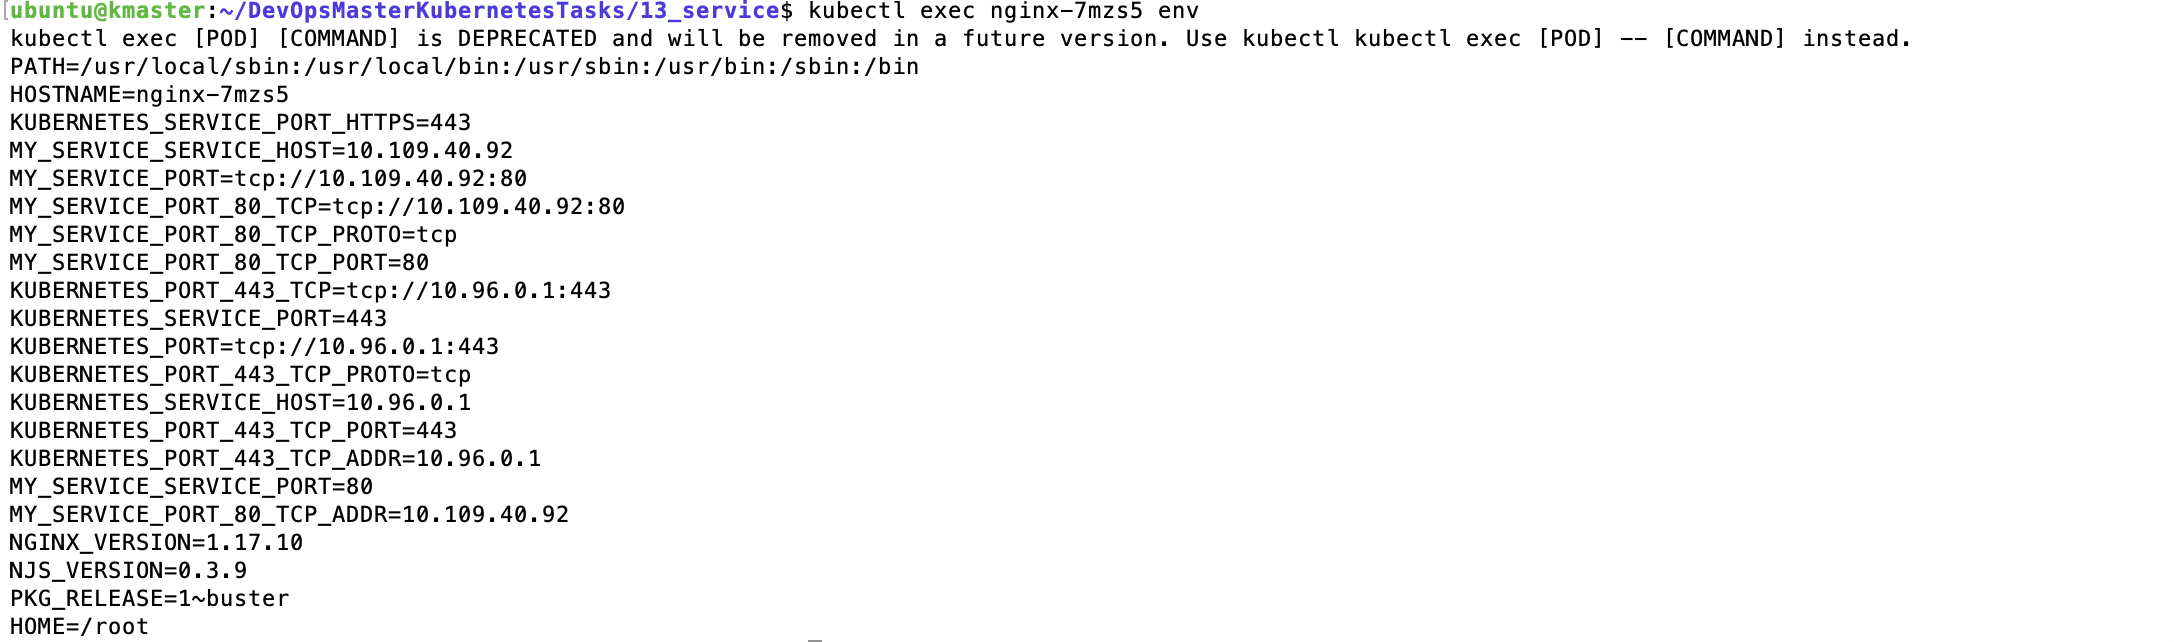 ubuntu@kmaster:~/DevOpsMasterKubernetesTasks/13_service$ kubectl exec nginx-7mzs5 env
kubectl exec [POD] [COMMAND] is DEPRECATED and will be removed in a future version. Use kubectl kubectl exec [POD] -- [COMMAND] instead.
PATH=/usr/local/sbin:/usr/local/bin:/usr/sbin:/usr/bin:/sbin:/bin
HOSTNAME=nginx-7mzs5
KUBERNETES_SERVICE_PORT_HTTPS=443
MY_SERVICE_SERVICE_HOST=10.109.40.92
MY_SERVICE_PORT=tcp://10.109.40.92:80
MY_SERVICE_PORT_80_TCP=tcp://10.109.40.92:80
MY_SERVICE_PORT_80_TCP_PROTO=tcp
MY_SERVICE_PORT_80_TCP_PORT=80
KUBERNETES_PORT_443_TCP=tcp://10.96.0.1:443
KUBERNETES_SERVICE_PORT=443
KUBERNETES_PORT=tcp://10.96.0.1:443
KUBERNETES_PORT_443_TCP_PROTO=tcp
KUBERNETES_SERVICE_HOST=10.96.0.1
KUBERNETES_PORT_443_TCP_PORT=443
KUBERNETES_PORT_443_TCP_ADDR=10.96.0.1
MY_SERVICE_SERVICE_PORT=80
MY_SERVICE_PORT_80_TCP_ADDR=10.109.40.92
NGINX_VERSION=1.17.10
NJS_VERSION=0.3.9
PKG_RELEASE=1~buster
HOME=/root